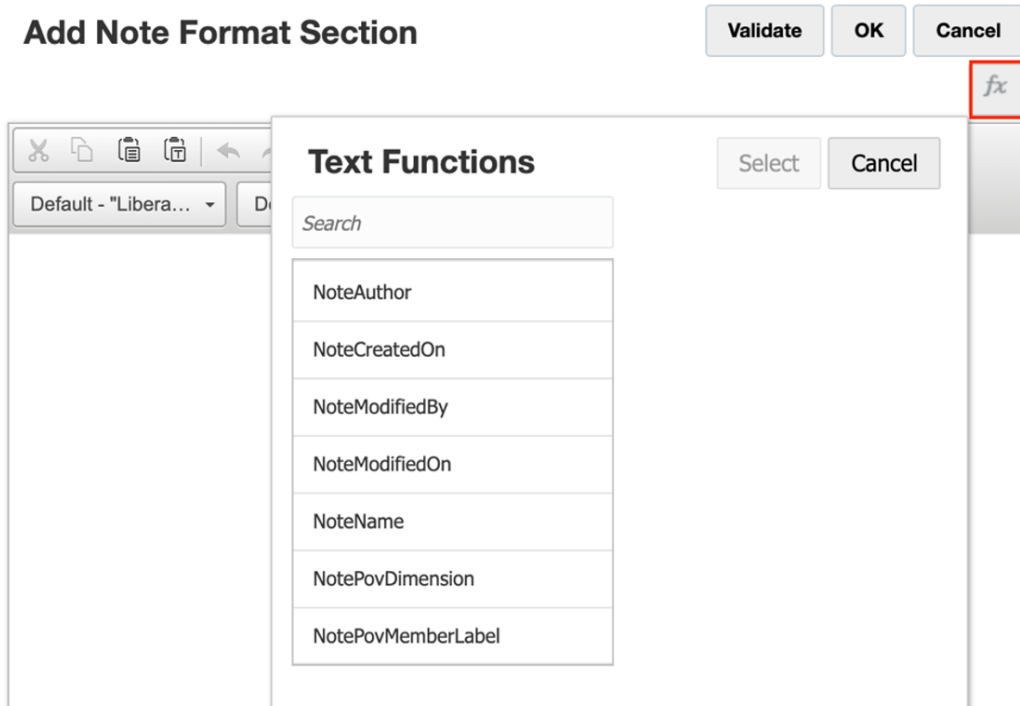 Add Note Format Section
Validate
OK
Cancel
fx
Text Functions
Select
Cancel
Default - "Libera...
De
Search
NoteAuthor
NoteCreatedOn
NoteModifiedBy
NoteModifiedOn
NoteName
NotePovDimension
NotePovMemberLabel